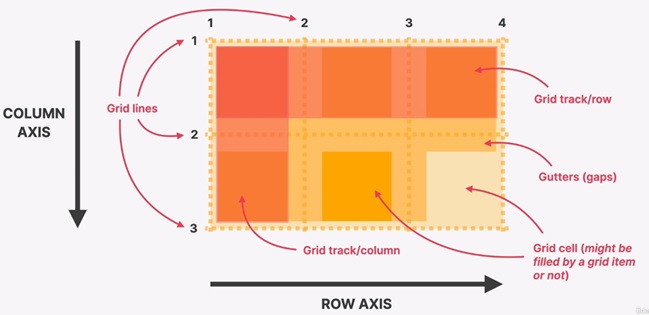 1 2 3 4
1
Grid lines
COLUMN
AXIS
Grid track/row
2
Gutters (gaps)
3
Grid track/column
Grid cell (might be
filled by a grid item
or not)
ROW AXIS